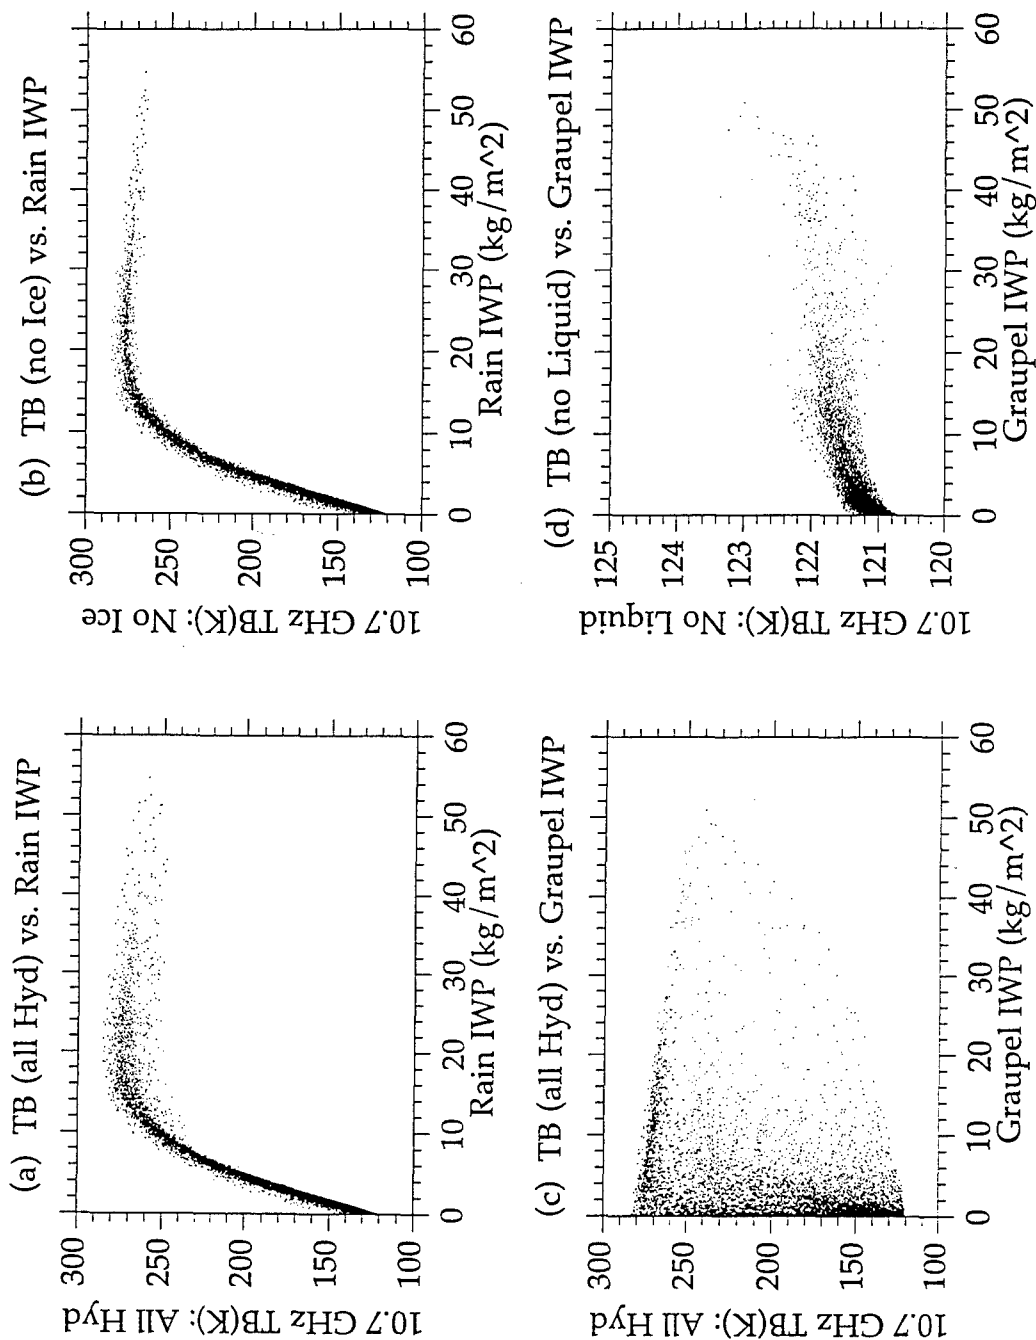 (a) TB (all Hyd) vs. Rain IWP
10.7 GHz TB(K): All Hyd
300
250
200
150
100
0 10 20 30 40 50 60
Rain IWP (kg/m^2)
(b) TB (no Ice) vs. Rain IWP
10.7 GHz TB(K): No Ice
300
250
200
150
100
0 10 20 30 40 50 60
Rain IWP (kg/m^2)
(c) TB (all Hyd) vs. Graupel IWP
10.7 GHz TB(K): All Hyd
300
250
200
150
100
0 10 20 30 40 50 60
Graupel IWP (kg/m^2)
(d) TB (no Liquid) vs. Graupel IWP
10.7 GHz TB(K): No Liquid
125
124
123
122
121
120
0 10 20 30 40 50 60
Graupel IWP (kg/m^2)